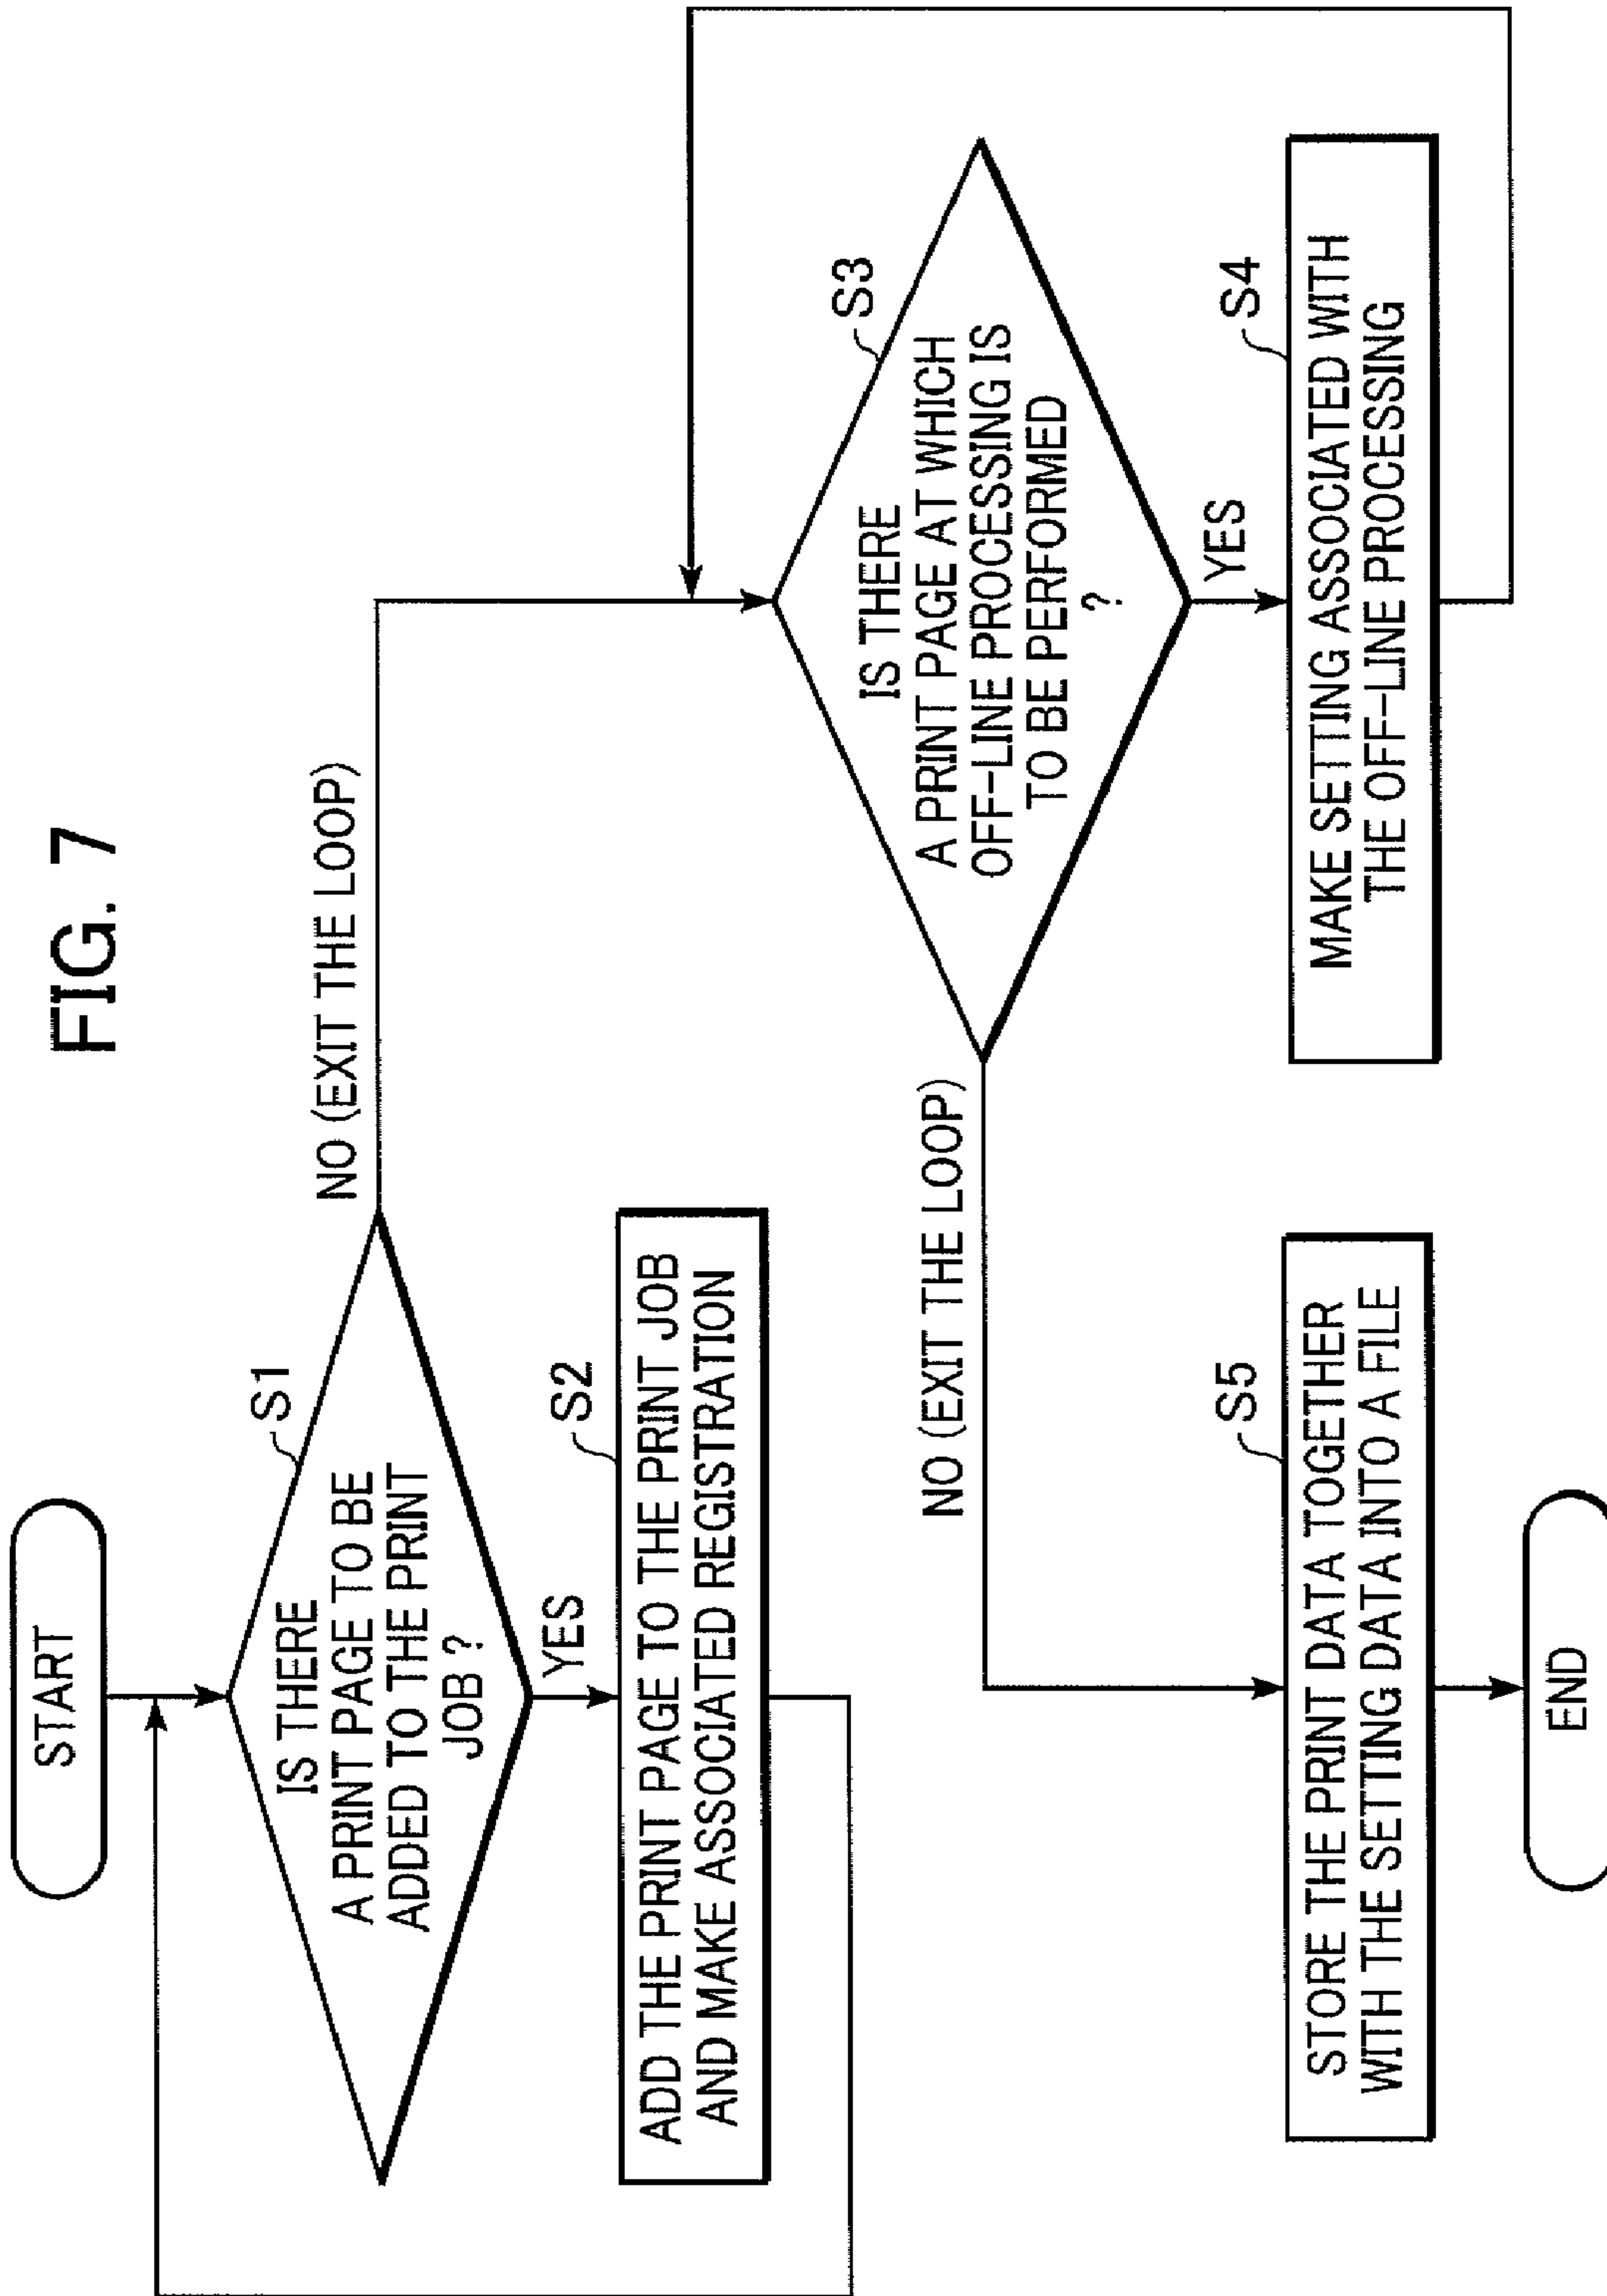 FIG. 7
START
IS THERE
A PRINT PAGE TO BE
ADDED TO THE PRINT
JOB ?
S1
NO (EXIT THE LOOP)
YES
ADD THE PRINT PAGE TO THE PRINT JOB
AND MAKE ASSOCIATED REGISTRATION
S2
IS THERE
A PRINT PAGE AT WHICH
OFF-LINE PROCESSING IS
TO BE PERFORMED
?
S3
NO (EXIT THE LOOP)
YES
MAKE SETTING ASSOCIATED WITH
THE OFF-LINE PROCESSING
S4
STORE THE PRINT DATA TOGETHER
WITH THE SETTING DATA INTO A FILE
S5
END